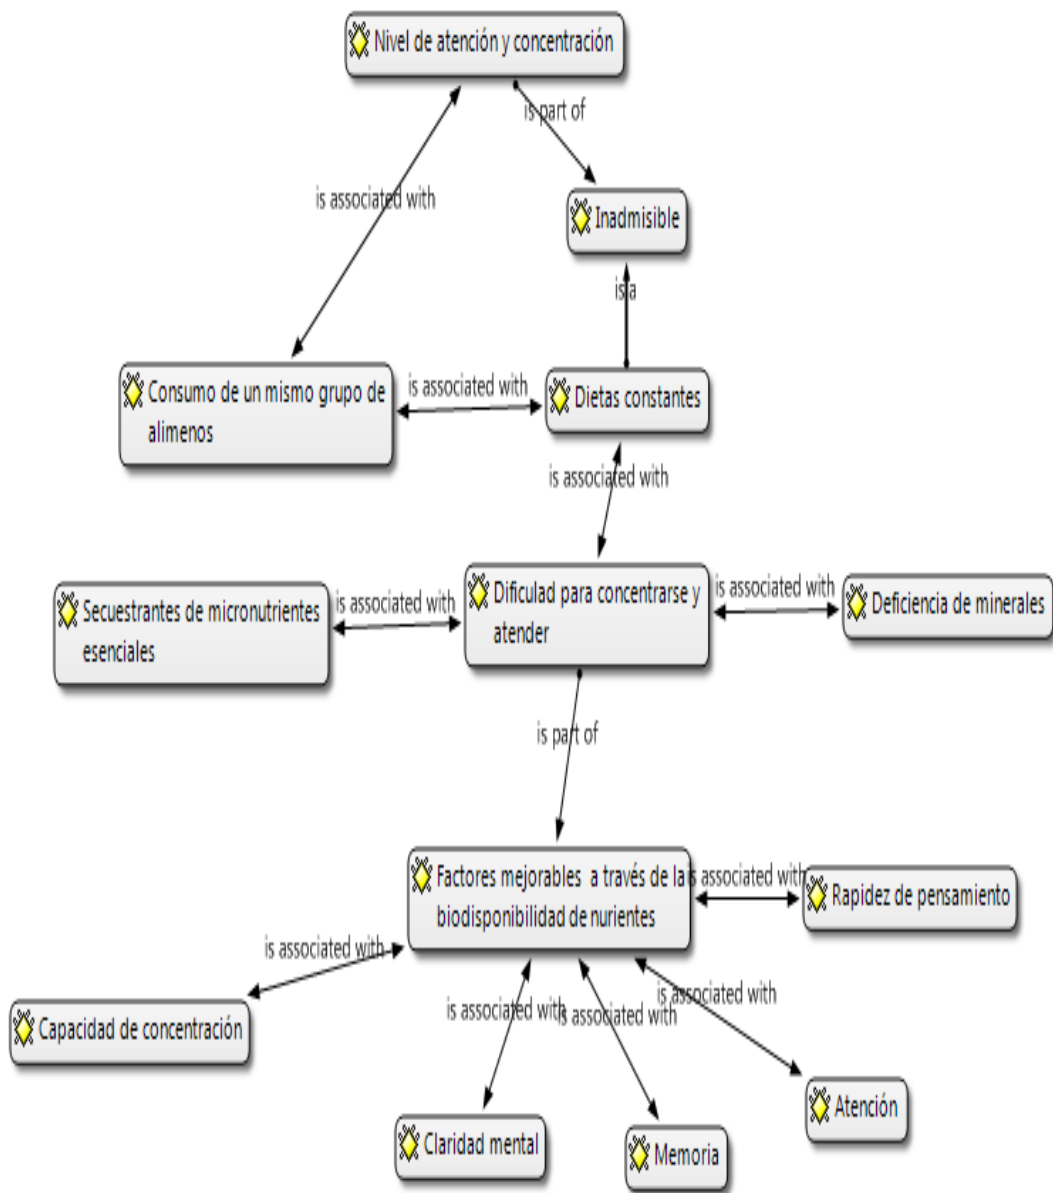 Nivel de atención y concentración
is part of
is associated with
Inadmisible
is a
Consumo de un mismo grupo de
alimenos
is associated with
Dietas constantes
is associated with
Secuestrantes de micronutrientes
esenciales
is associated with
Dificulad para concentrarse y
atender
is associated with
Deficiencia de minerales
is part of
Factores mejorables a través de la
biodisponibilidad de nurientes
is associated with
Rapidez de pensamiento
is associated with
Capacidad de concentración
is associated with
is associated with
is associated with
Claridad mental
Memoria
Atención